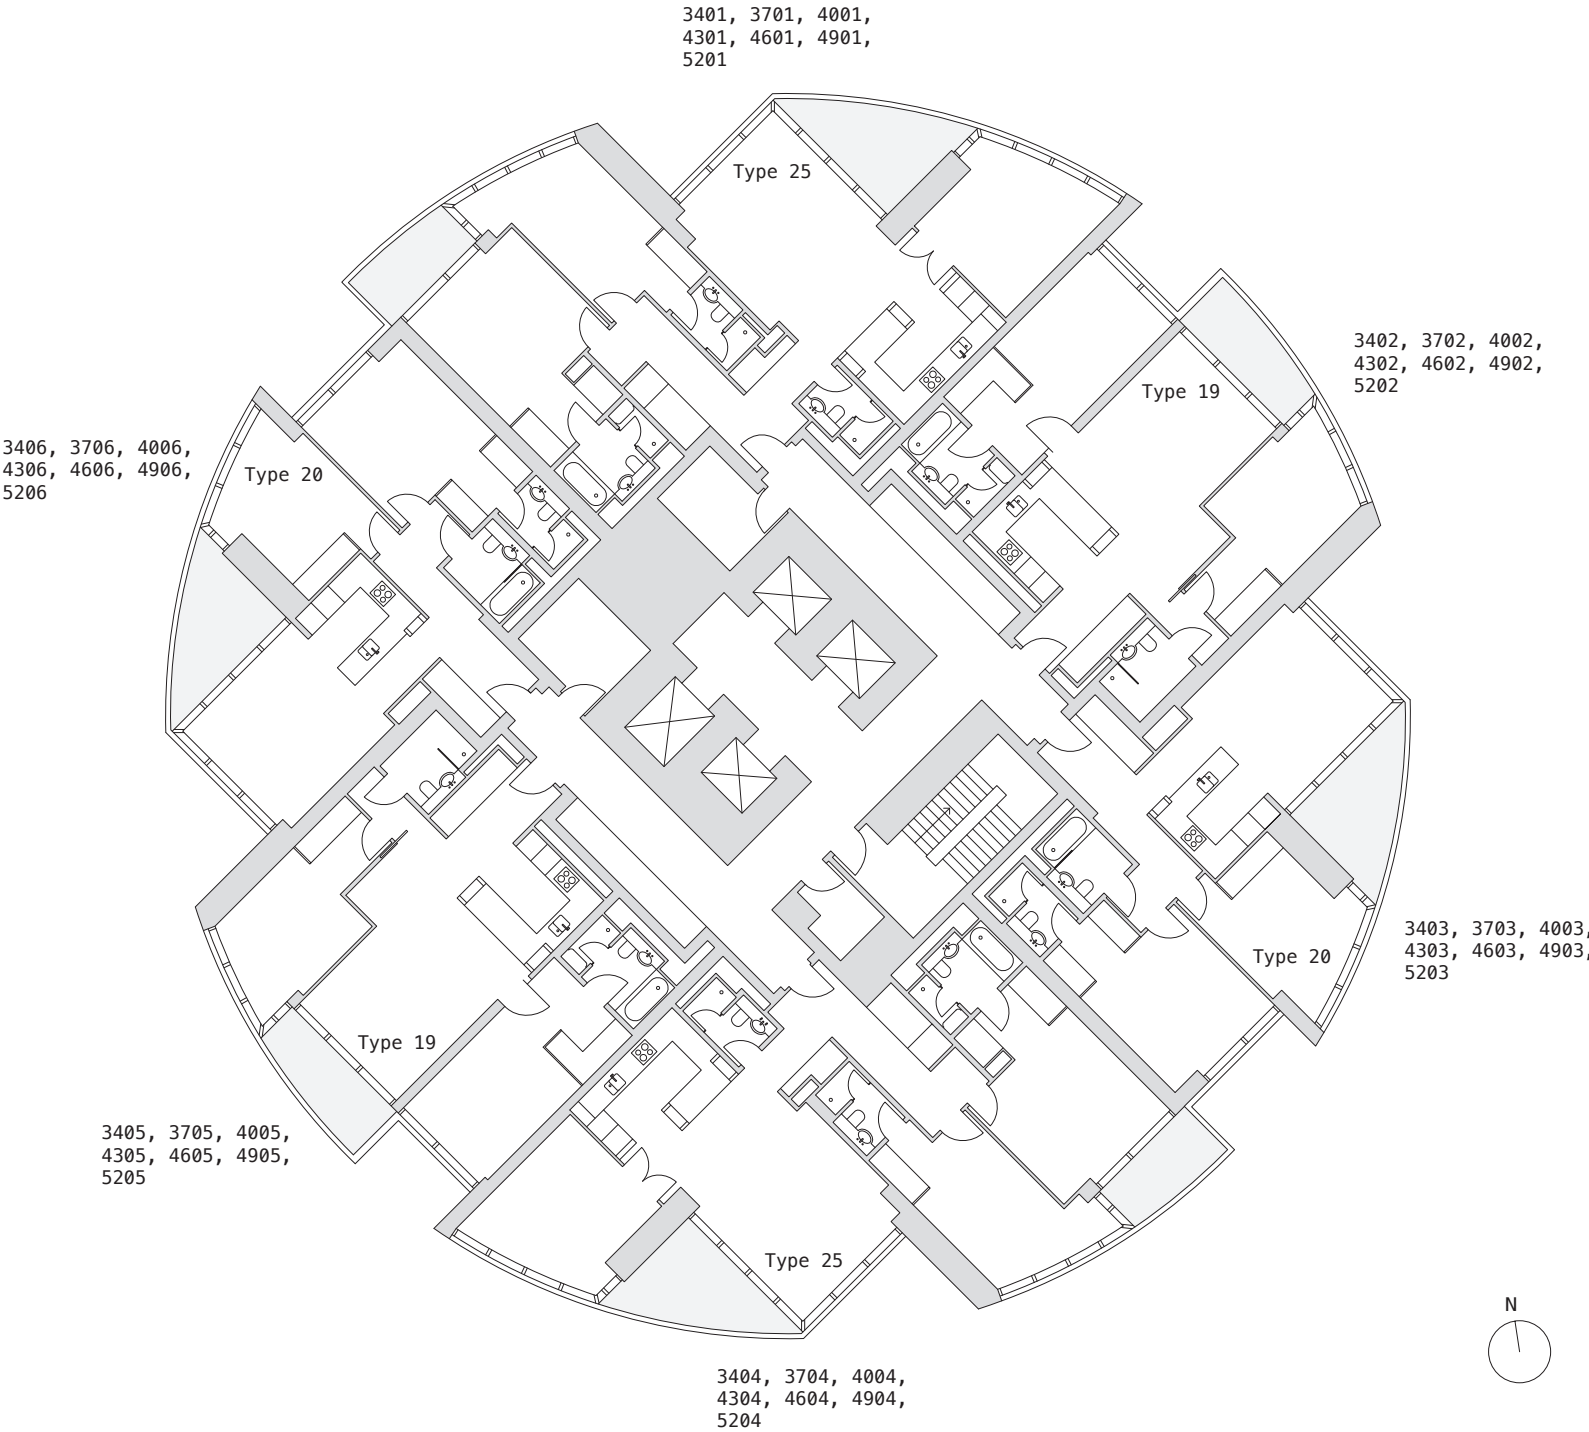 3401, 3701, 4001,
4301, 4601, 4901,
5201
Type 25
3402, 3702, 4002,
4302, 4602, 4902,
5202
Type 19
3406, 3706, 4006,
4306, 4606, 4906,
5206
Type 20
3403, 3703, 4003,
4303, 4603, 4903,
5203
Type 20
Type 19
3405, 3705, 4005,
4305, 4605, 4905,
5205
Type 25
3404, 3704, 4004,
4304, 4604, 4904,
5204
N